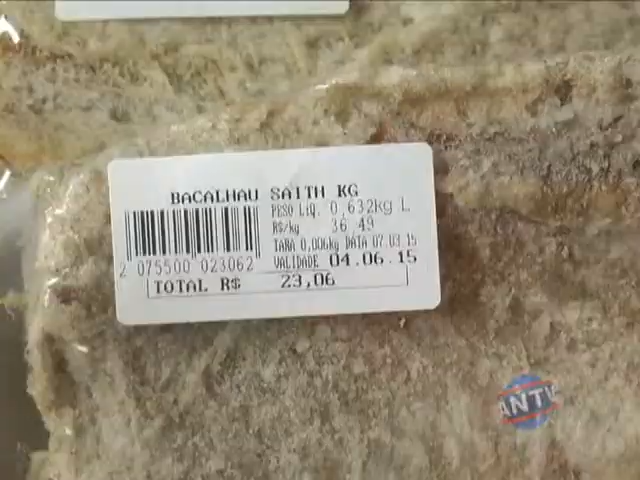 BACALHAU SAITH KG
PESO LíQ. 0,632kg L
R$/kg 36 49
TARA 0,006kg DATA 07.03.15
VALIDADE 04.06.15
2 075500 023062
TOTAL R$ 23,06
ANTV